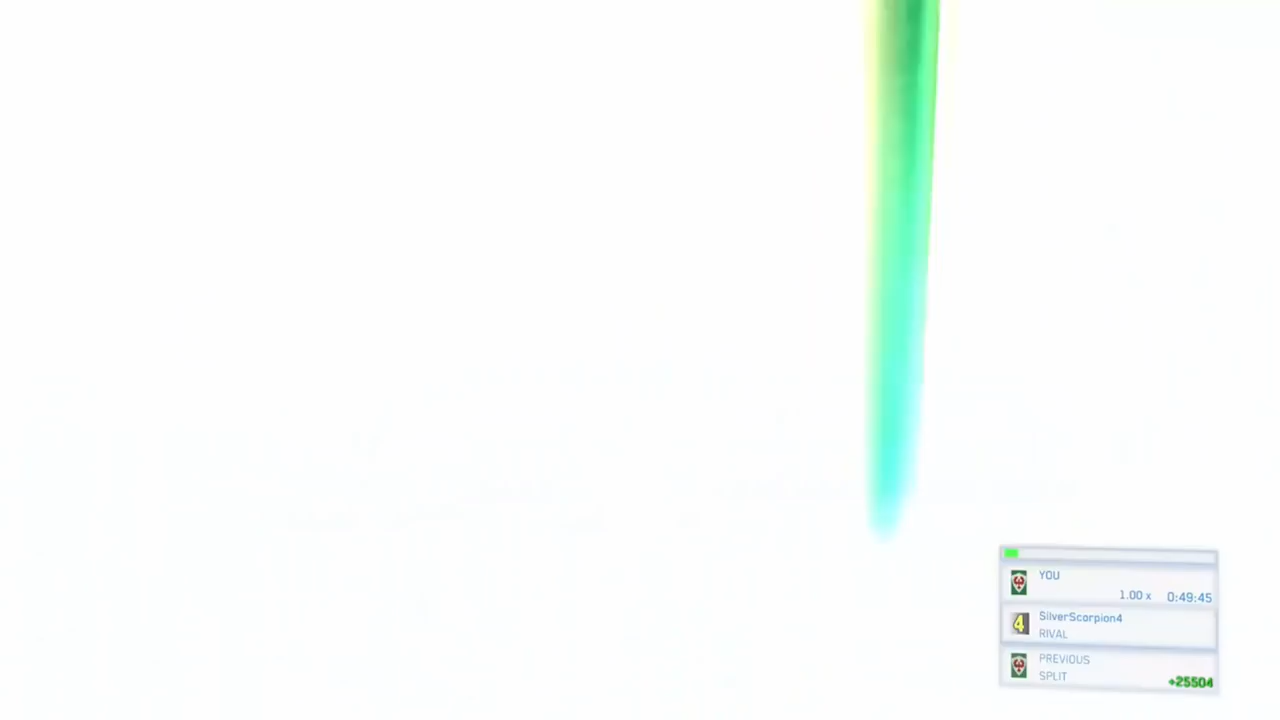 YOU
1.00 x 0:49:45
4
SilverScorpion4
RIVAL
PREVIOUS
SPLIT
+25504